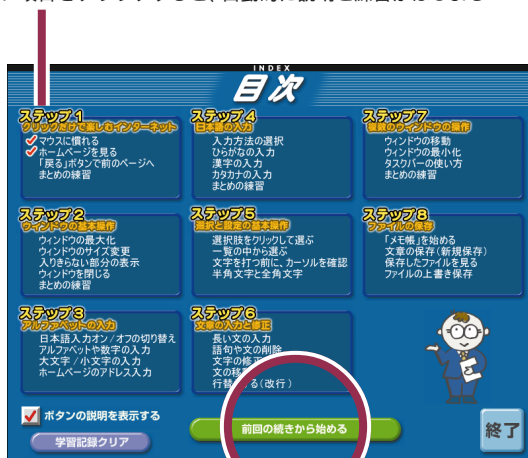 INDEX
目次
ステップ1
クリックだけで楽しむインターネット
マウスに慣れる
ホームページを見る
「戻る」ボタンで前のページへ
まとめの練習
ステップ2
ウィンドウの基本操作
ウィンドウの最大化
ウィンドウのサイズ変更
入りきらない部分の表示
ウィンドウを閉じる
まとめの練習
ステップ3
アルファベットの入力
日本語入力オン/オフの切り替え
アルファベットや数字の入力
大文字/小文字の入力
ホームページのアドレス入力
ステップ4
日本語の入力
入力方法の選択
ひらがなの入力
漢字の入力
カタカナの入力
まとめの練習
ステップ5
選択と設定の基本操作
選択肢をクリックして選ぶ
一覧の中から選ぶ
文字を打つ前に、カーソルを確認
半角文字と全角文字
ステップ6
文章の入力と修正
長い文の入力
語句や文の削除
文字の修正
文の移
行替 る(改行)
ステップ7
複数のウィンドウの操作
ウィンドウの移動
ウィンドウの最小化
タスクバーの使い方
まとめの練習
ステップ8
ファイルの保存
「メモ帳」を始める
文章の保存(新規保存)
保存したファイルを見る
ファイルの上書き保存
ボタンの説明を表示する
学習記録クリア
前回の続きから始める
終了